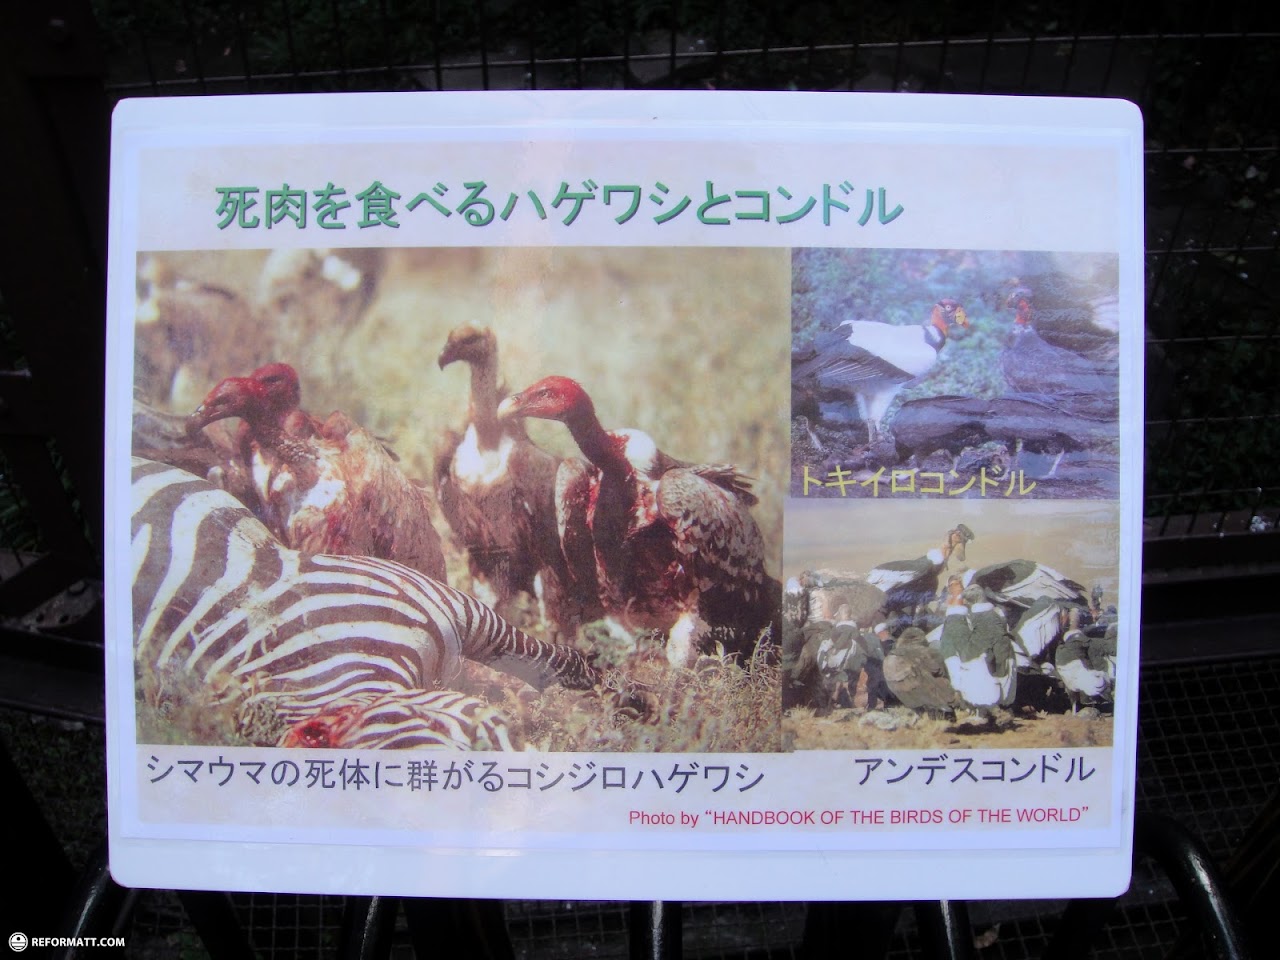 死肉を食べるハゲワシとコンドル
トキイロコンドル
シマウマの死体に群がるコシジロハゲワシ
アンデスコンドル
Photo by “HANDBOOK OF THE BIRDS OF THE WORLD”
REFORMATT.COM